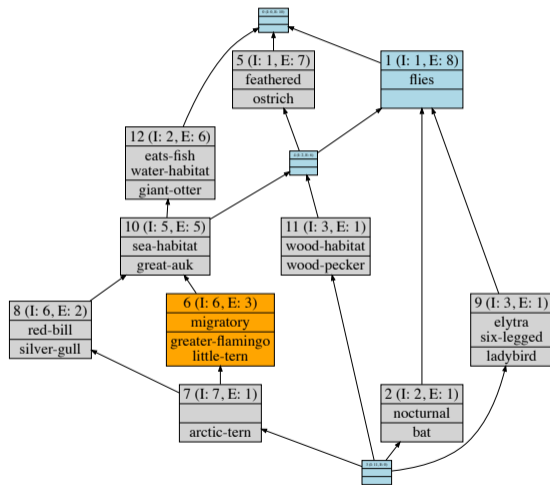 5 (I: 1, E: 7)
feathered
ostrich
1 (I: 1, E: 8)
flies
12 (I: 2, E: 6)
eats-fish
water-habitat
giant-otter
10 (I: 5, E: 5)
sea-habitat
great-auk
11 (I: 3, E: 1)
wood-habitat
wood-pecker
8 (I: 6, E: 2)
red-bill
silver-gull
6 (I: 6, E: 3)
migratory
greater-flamingo
little-tern
9 (I: 3, E: 1)
elytra
six-legged
ladybird
7 (I: 7, E: 1)
arctic-tern
2 (I: 2, E: 1)
nocturnal
bat